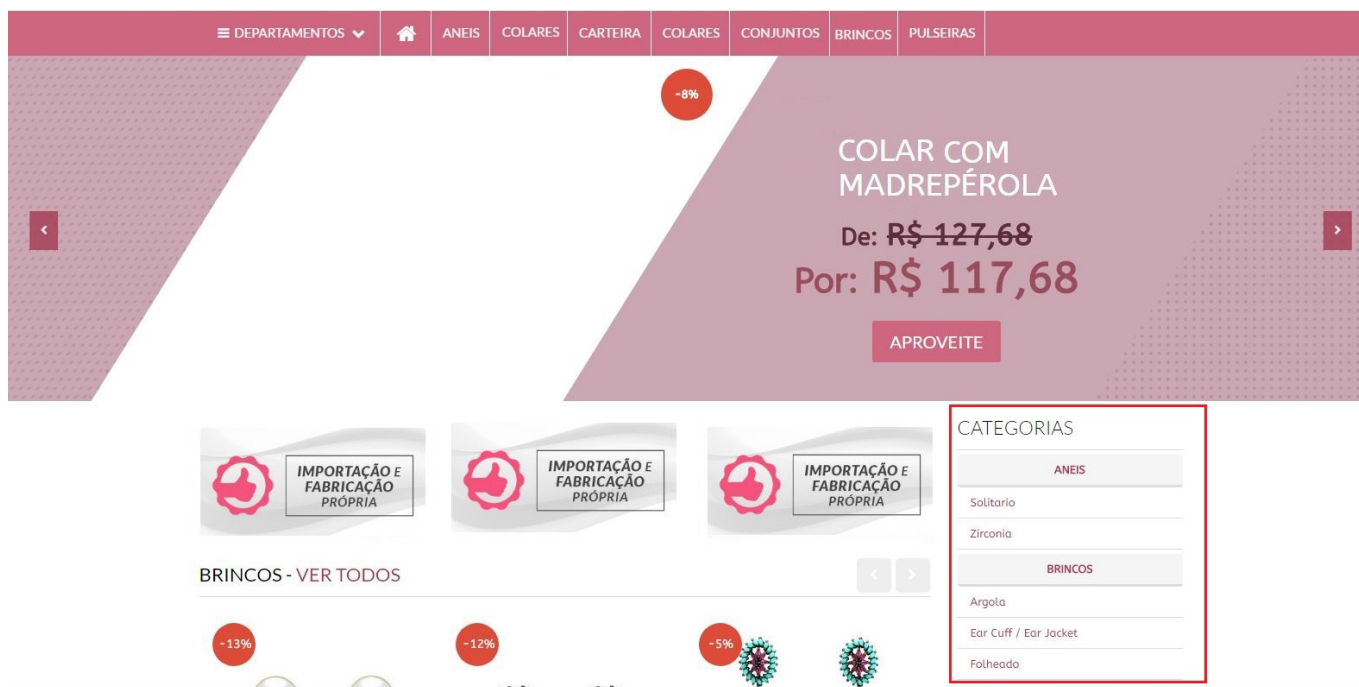 DEPARTAMENTOS
ANEIS
COLARES
CARTEIRA
COLARES
CONJUNTOS
BRINCOS
PULSEIRAS
-8%
COLAR COM
MADREPÉROLA
De: R$ 127,68
Por: R$ 117,68
APROVEITE
IMPORTAÇÃO E
FABRICAÇÃO
PRÓPRIA
IMPORTAÇÃO E
FABRICAÇÃO
PRÓPRIA
IMPORTAÇÃO E
FABRICAÇÃO
PRÓPRIA
BRINCOS - VER TODOS
-13%
-12%
-5%
CATEGORIAS
ANEIS
Solitario
Zirconia
BRINCOS
Argola
Ear Cuff / Ear Jacket
Folheado